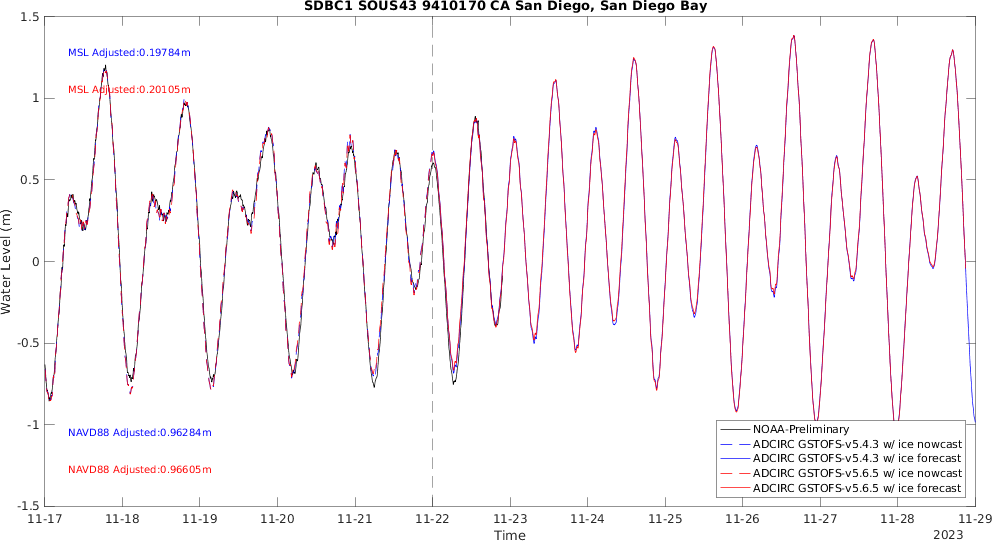 SDBC1 SOUS43 9410170 CA San Diego, San Diego Bay
1.5
MSL Adjusted:0.19784m
MSL Adjusted:0.20105m
1
0.5
0
-0.5
-1
-1.5
Water Level (m)
NAVD88 Adjusted:0.96284m
NAVD88 Adjusted:0.96605m
NOAA-Preliminary
ADCIRC GSTOFS-v5.4.3 w/ ice nowcast
ADCIRC GSTOFS-v5.4.3 w/ ice forecast
ADCIRC GSTOFS-v5.6.5 w/ ice nowcast
ADCIRC GSTOFS-v5.6.5 w/ ice forecast
11-17 11-18 11-19 11-20 11-21 11-22 11-23 11-24 11-25 11-26 11-27 11-28 11-29
Time
2023